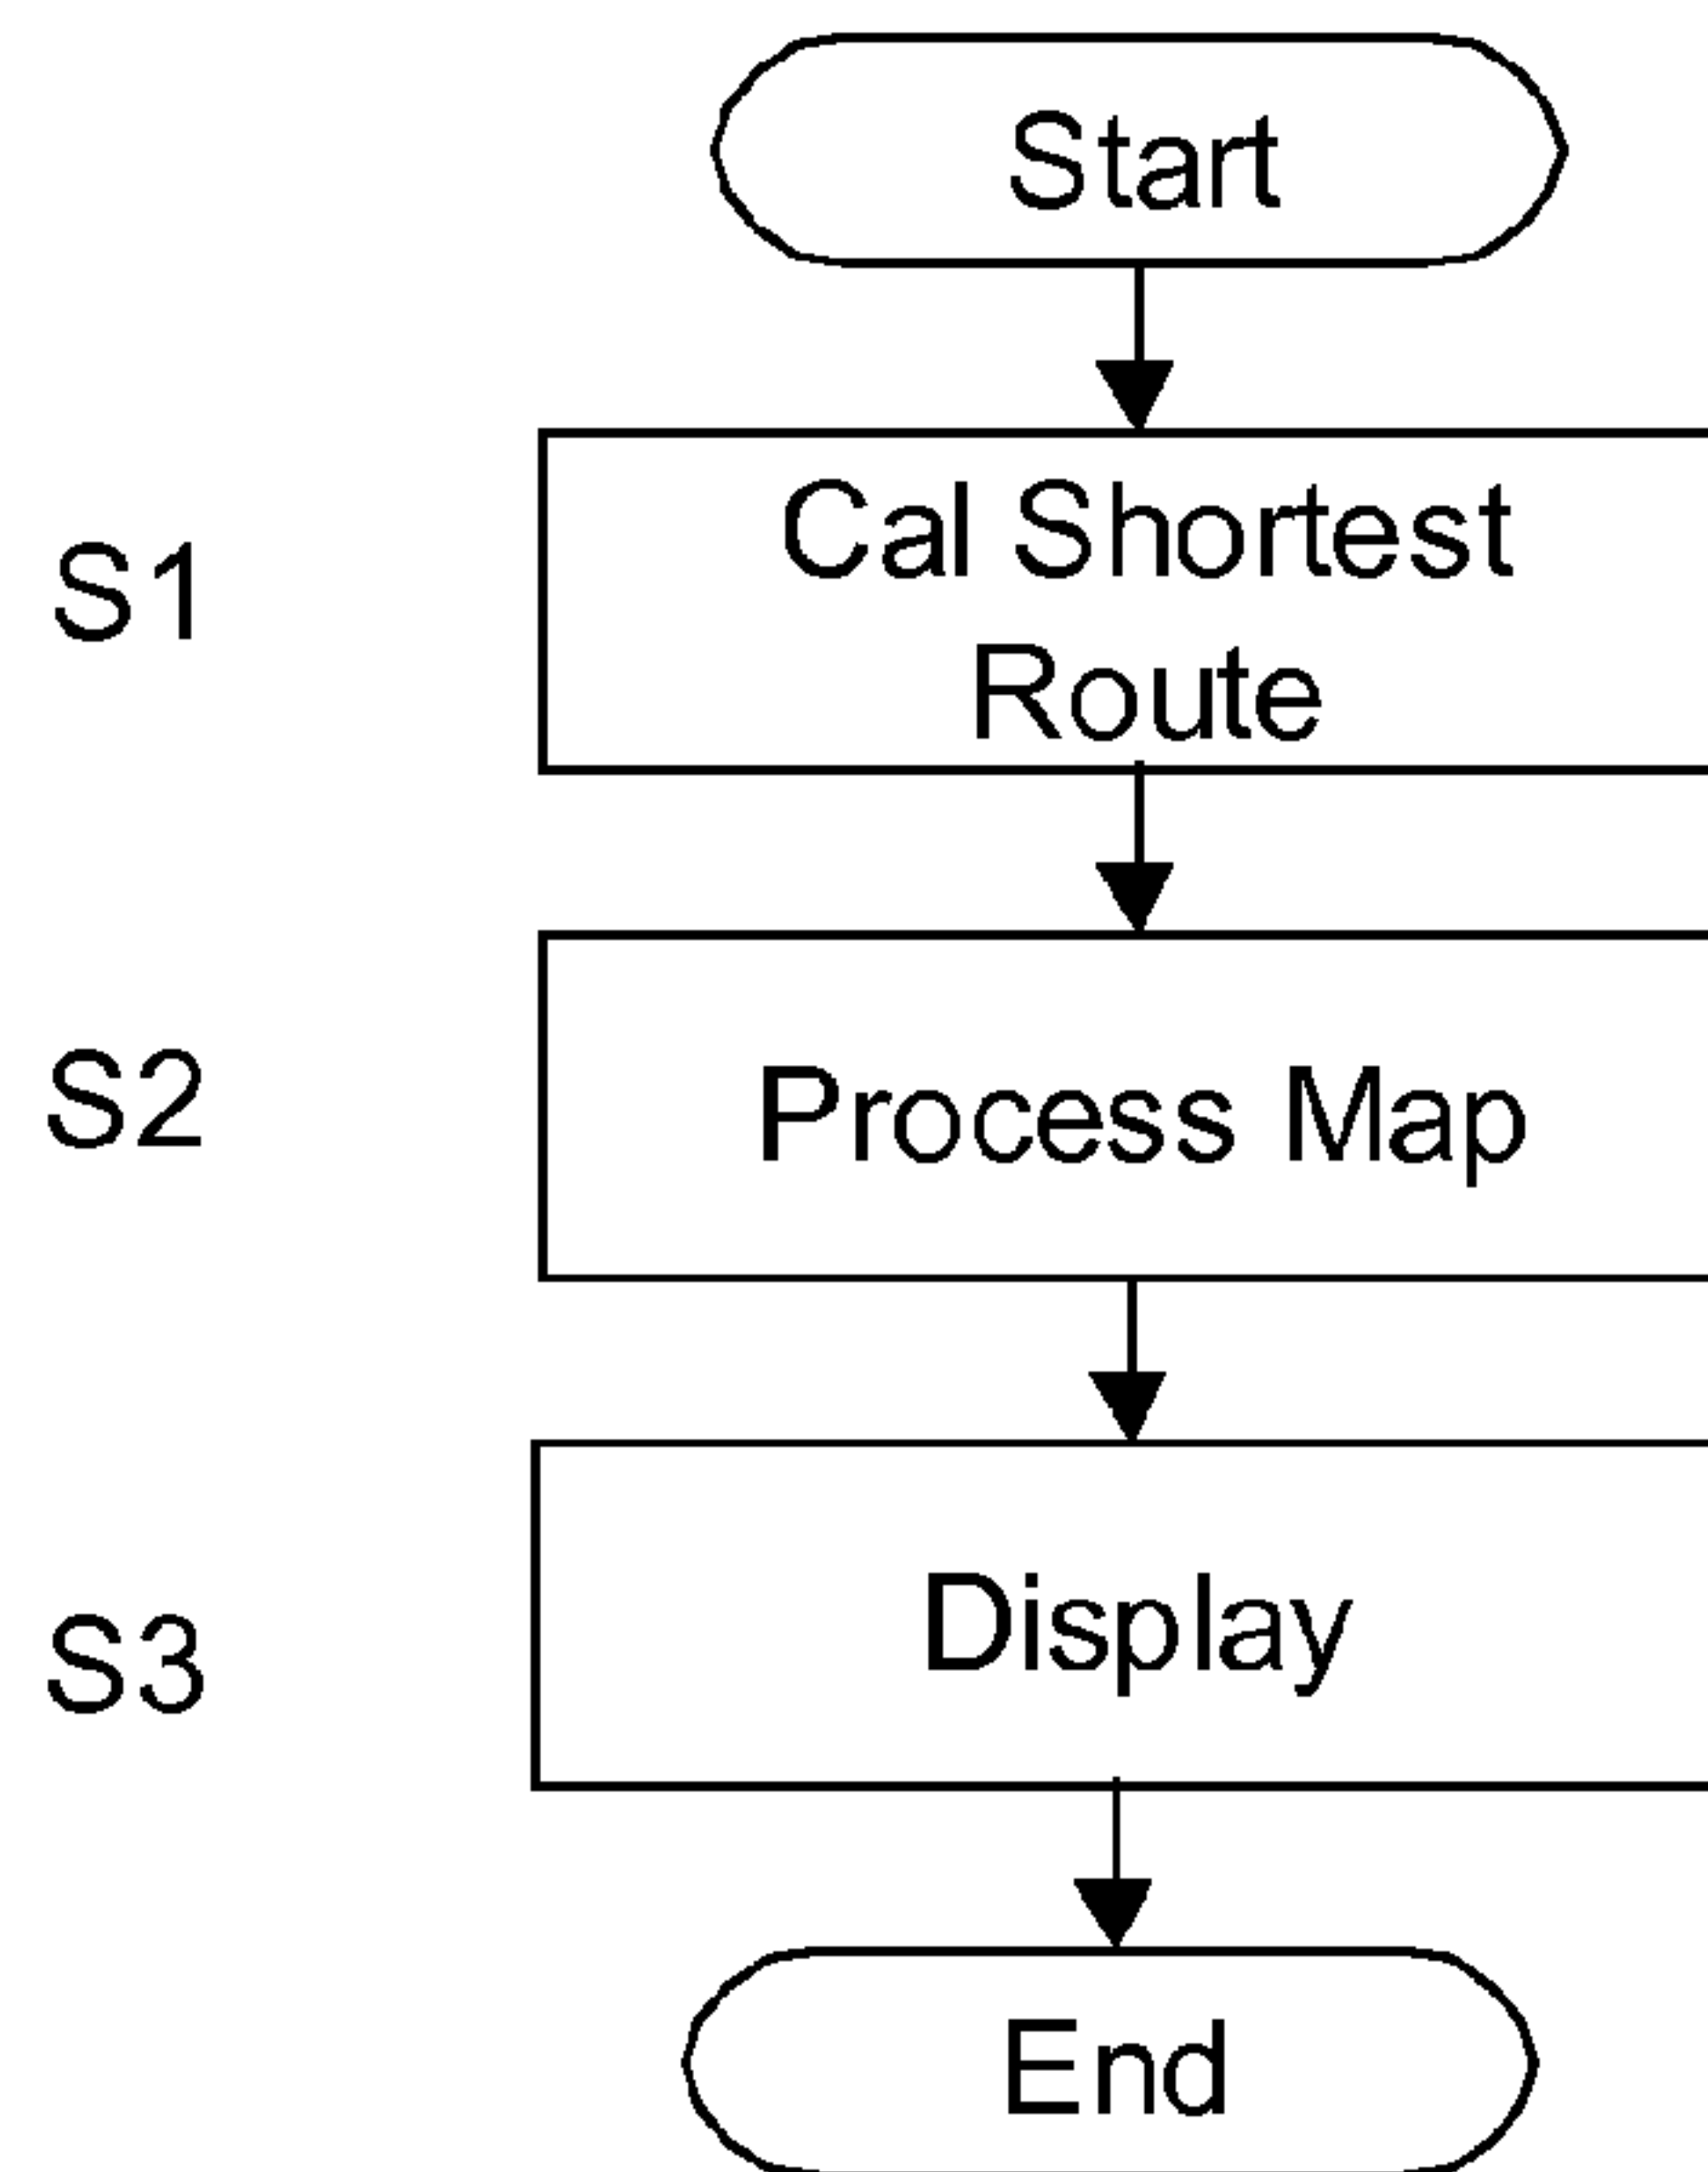 Start
S1
Cal Shortest
Route
S2
Process Map
S3
Display
End